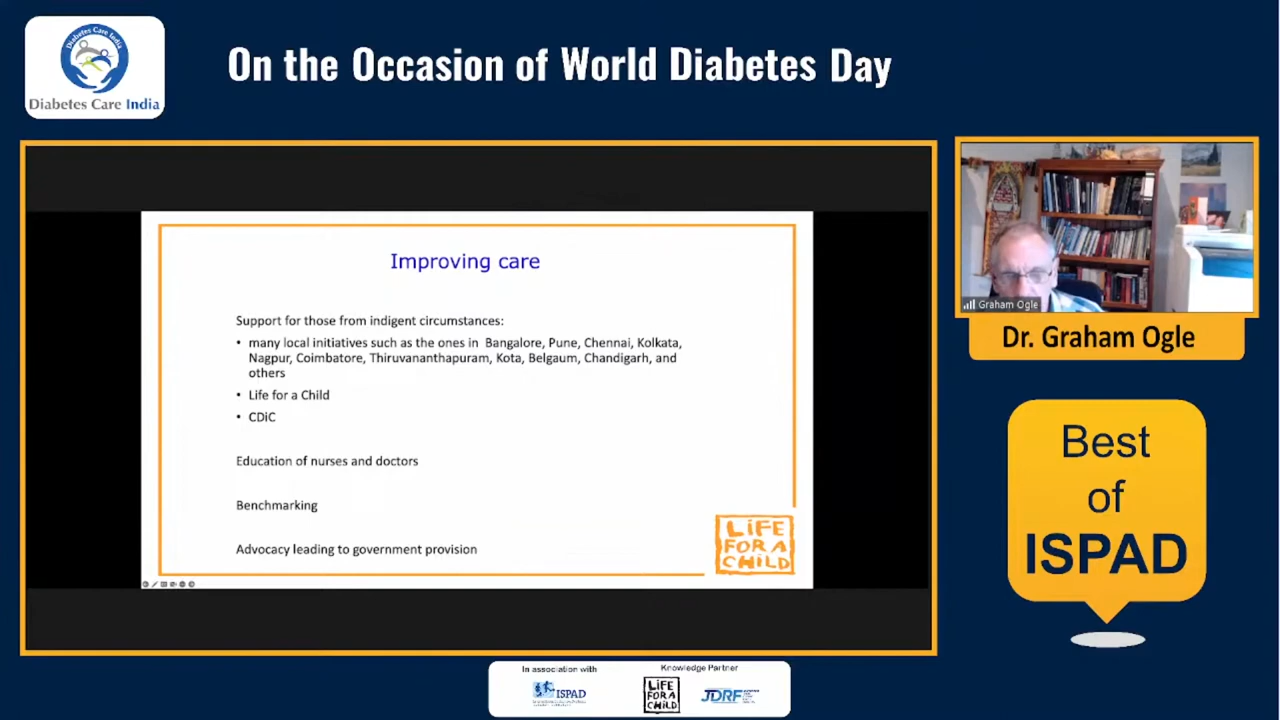 Diabetes Care India
Diabetes Care India
On the Occasion of World Diabetes Day
Improving care
Support for those from indigent circumstances:
• many local initiatives such as the ones in Bangalore, Pune, Chennai, Kolkata,
Nagpur, Coimbatore, Thiruvananthapuram, Kota, Belgaum, Chandigarh, and
others
• Life for a Child
• CDiC
Education of nurses and doctors
Benchmarking
Advocacy leading to government provision
LiFE
FOR A
CHiLD
Graham Ogle
Dr. Graham Ogle
Best
of
ISPAD
In association with
ISPAD
Knowledge Partner
LiFE
FOR A
CHiLD
JDRF